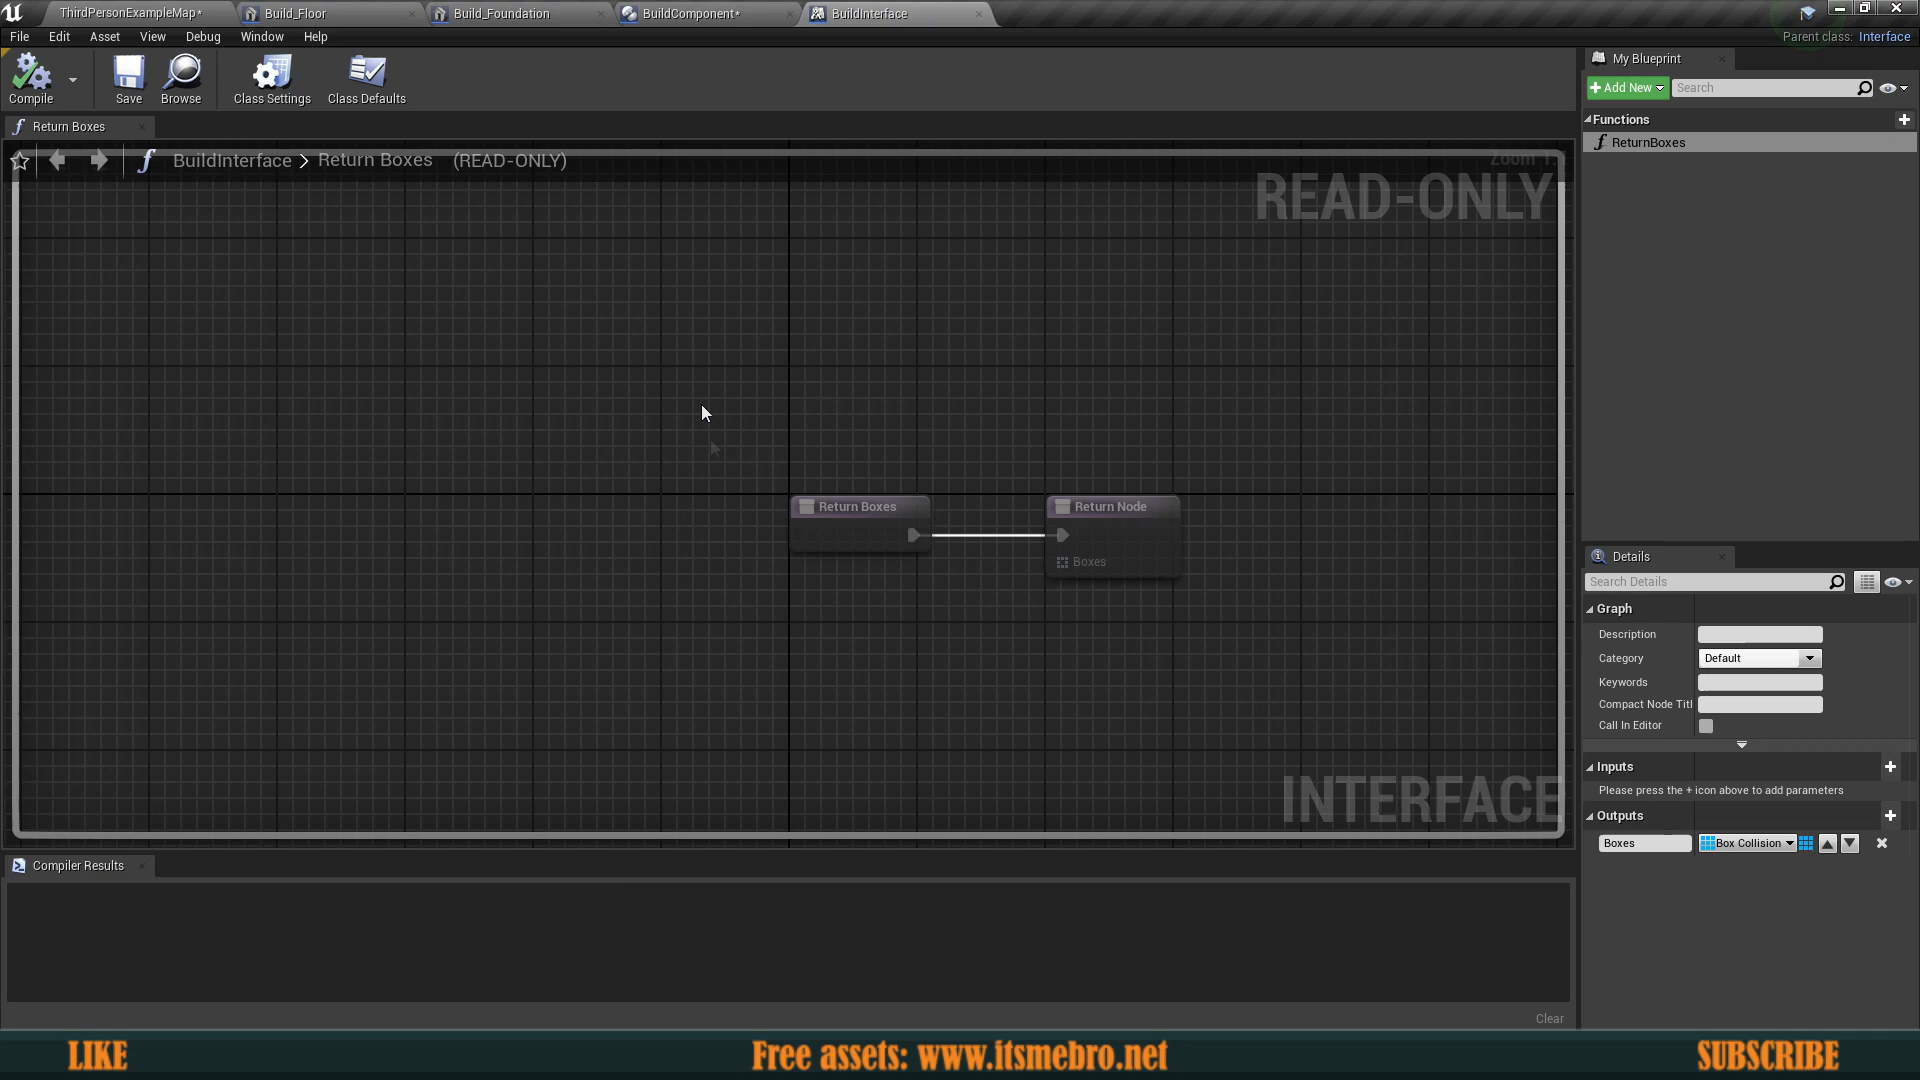 ThirdPersonExampleMap*
Build_Floor
Build_Foundation
BuildComponent*
BuildInterface
File Edit Asset View Debug Window Help
Parent class: Interface
Compile
Save
Browse
Class Settings
Class Defaults
My Blueprint
+ Add New
Search
Functions
ReturnBoxes
Return Boxes
BuildInterface > Return Boxes (READ-ONLY)
READ-ONLY
Return Boxes
Return Node
Boxes
INTERFACE
Details
Search Details
Graph
Description
Category Default
Keywords
Compact Node Titl
Call In Editor
Inputs
Please press the + icon above to add parameters
Outputs
Boxes Box Collision
Compiler Results
Clear
LIKE
Free assets: www.itsmebro.net
SUBSCRIBE